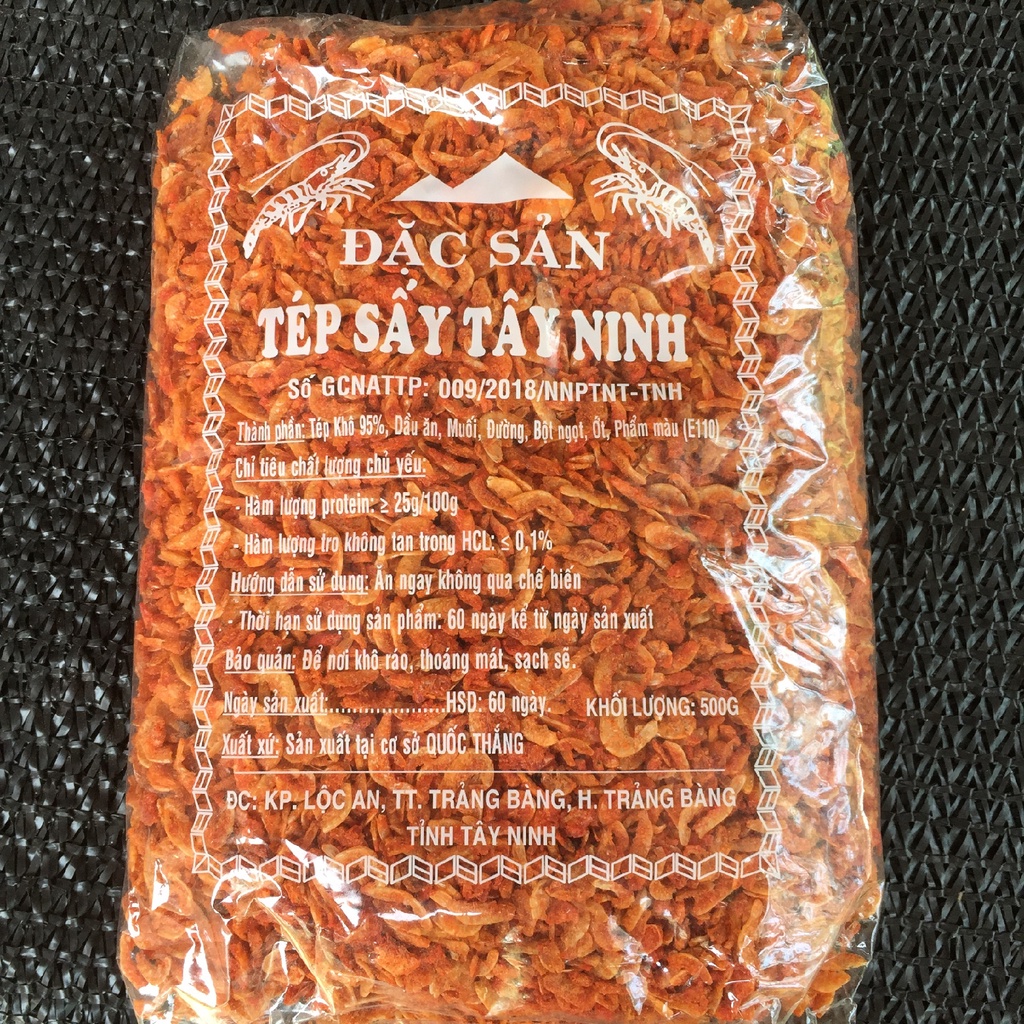 ĐẶC SẢN
TÉP SẤY TÂY NINH
Số GCNATTP: 009/2018/NNPTNT-TNH
Thành phần: Tép Khô 95%, Dầu ăn, Muối, Đường, Bột ngọt, Ớt, Phẩm màu (E110)
Chỉ tiêu chất lượng chủ yếu:
- Hàm lượng protein: ≥ 25g/100g
- Hàm lượng tro không tan trong HCL: ≤ 0,1%
Hướng dẫn sử dụng: Ăn ngay không qua chế biến
- Thời hạn sử dụng sản phẩm: 60 ngày kể từ ngày sản xuất
Bảo quản: Để nơi khô ráo, thoáng mát, sạch sẽ.
Ngày sản xuất:.....................HSD: 60 ngày. KHỐI LƯỢNG: 500G
Xuất xứ: Sản xuất tại cơ sở QUỐC THẮNG
ĐC: KP. LỘC AN, TT. TRẢNG BÀNG, H. TRẢNG BÀNG
TỈNH TÂY NINH